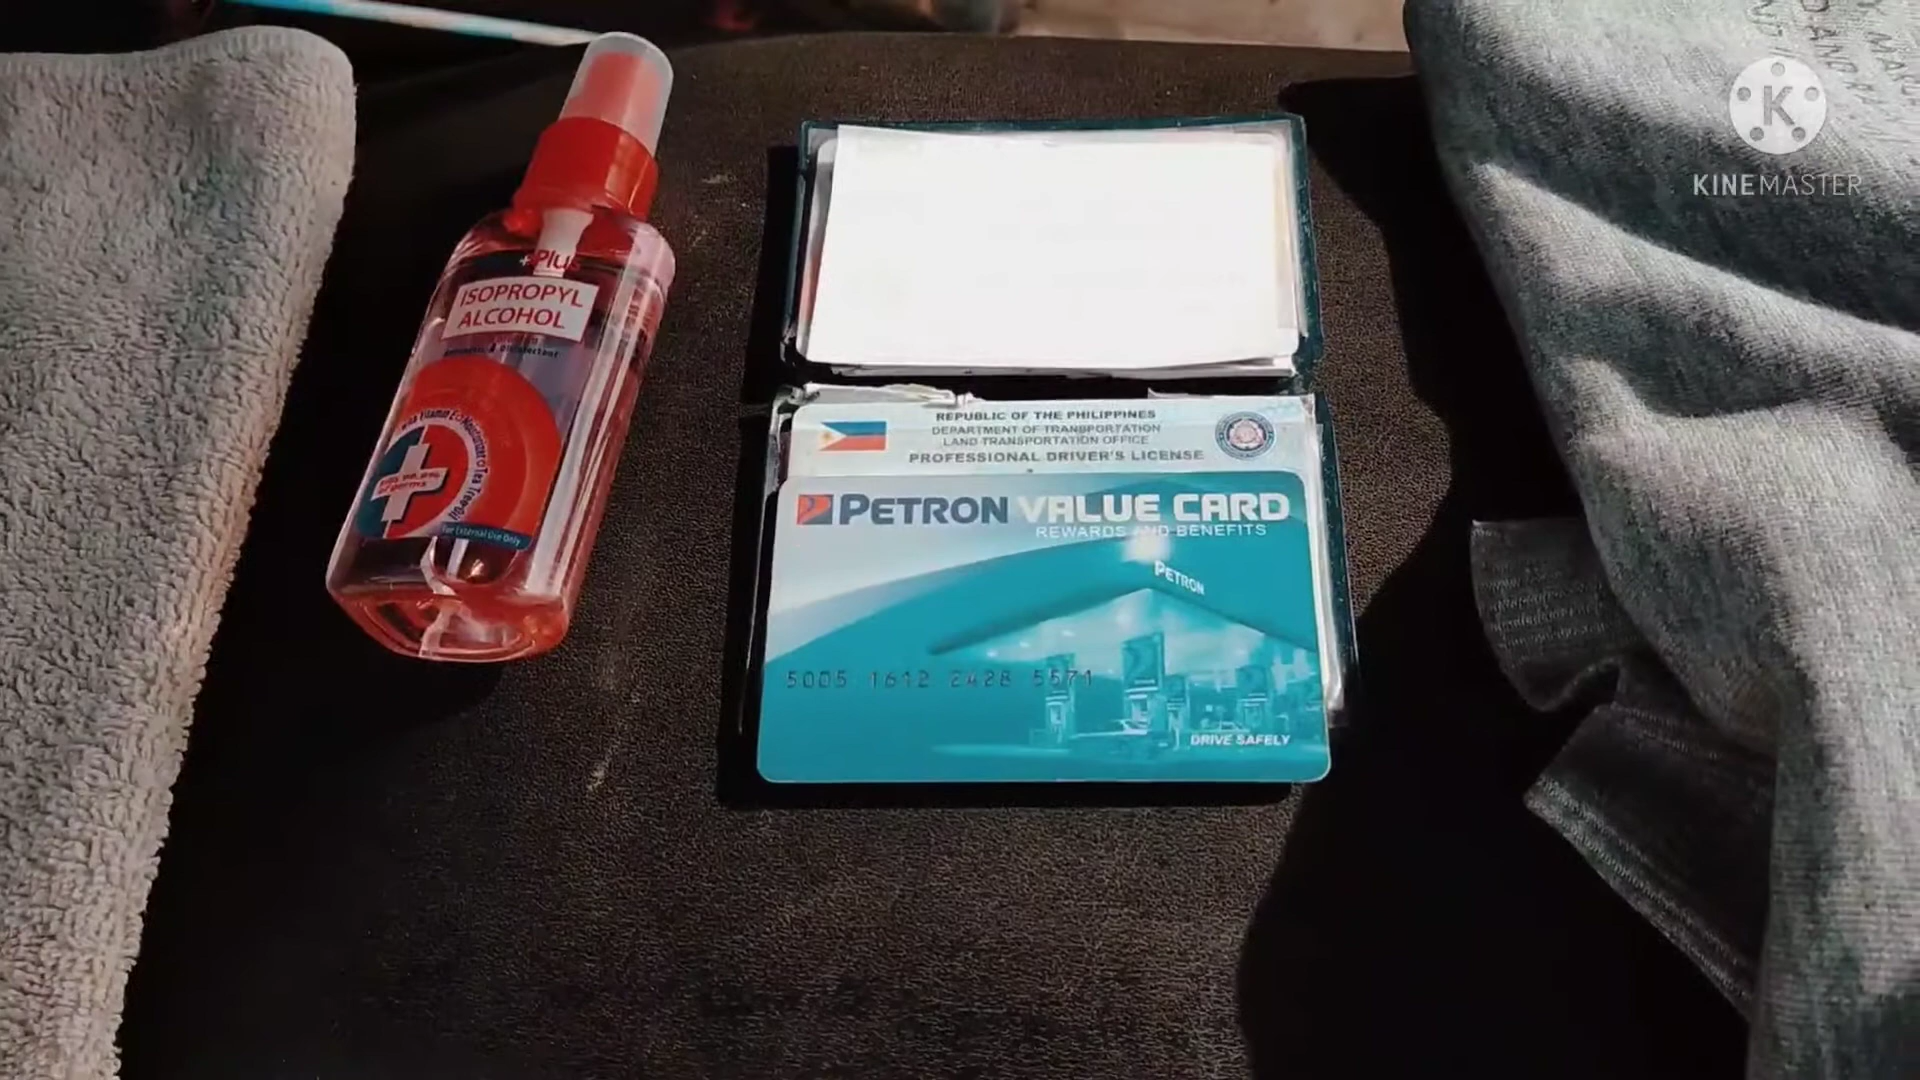 KINEMASTER
+Plus
ISOPROPYL
ALCOHOL
For External Use Only
REPUBLIC OF THE PHILIPPINES
DEPARTMENT OF TRANSPORTATION
LAND TRANSPORTATION OFFICE
PROFESSIONAL DRIVER'S LICENSE
PETRON VALUE CARD
REWARDS AND BENEFITS
PETRON
5005 1612 2428 5571
DRIVE SAFELY